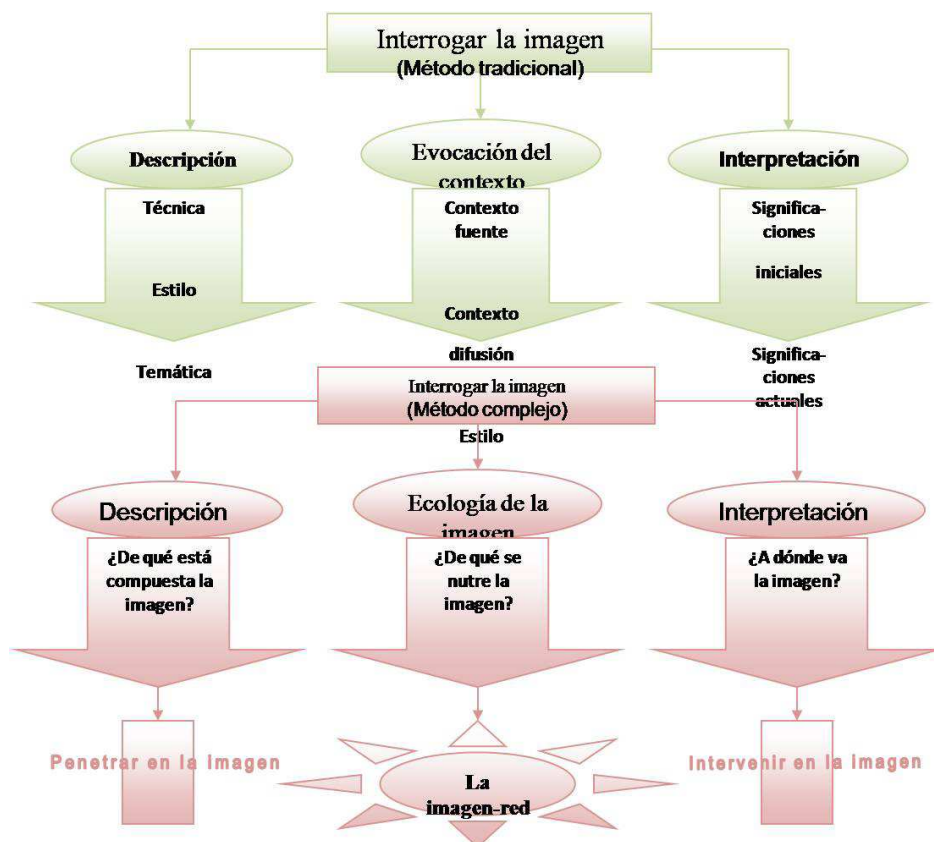 Interrogar la imagen
(Método tradicional)
Descripción
Evocación del
contexto
Interpretación
Técnica
Estilo
Temática
Contexto
fuente
Contexto
difusión
Estilo
Significa-
ciones
iniciales
Significa-
ciones
actuales
Interrogar la imagen
(Método complejo)
Descripción
Ecología de la
imagen
Interpretación
¿De qué está
compuesta la
imagen?
¿De qué se
nutre la
imagen?
¿A dónde va
la imagen?
Penetrar en la imagen
La
imagen-red
Intervenir en la imagen